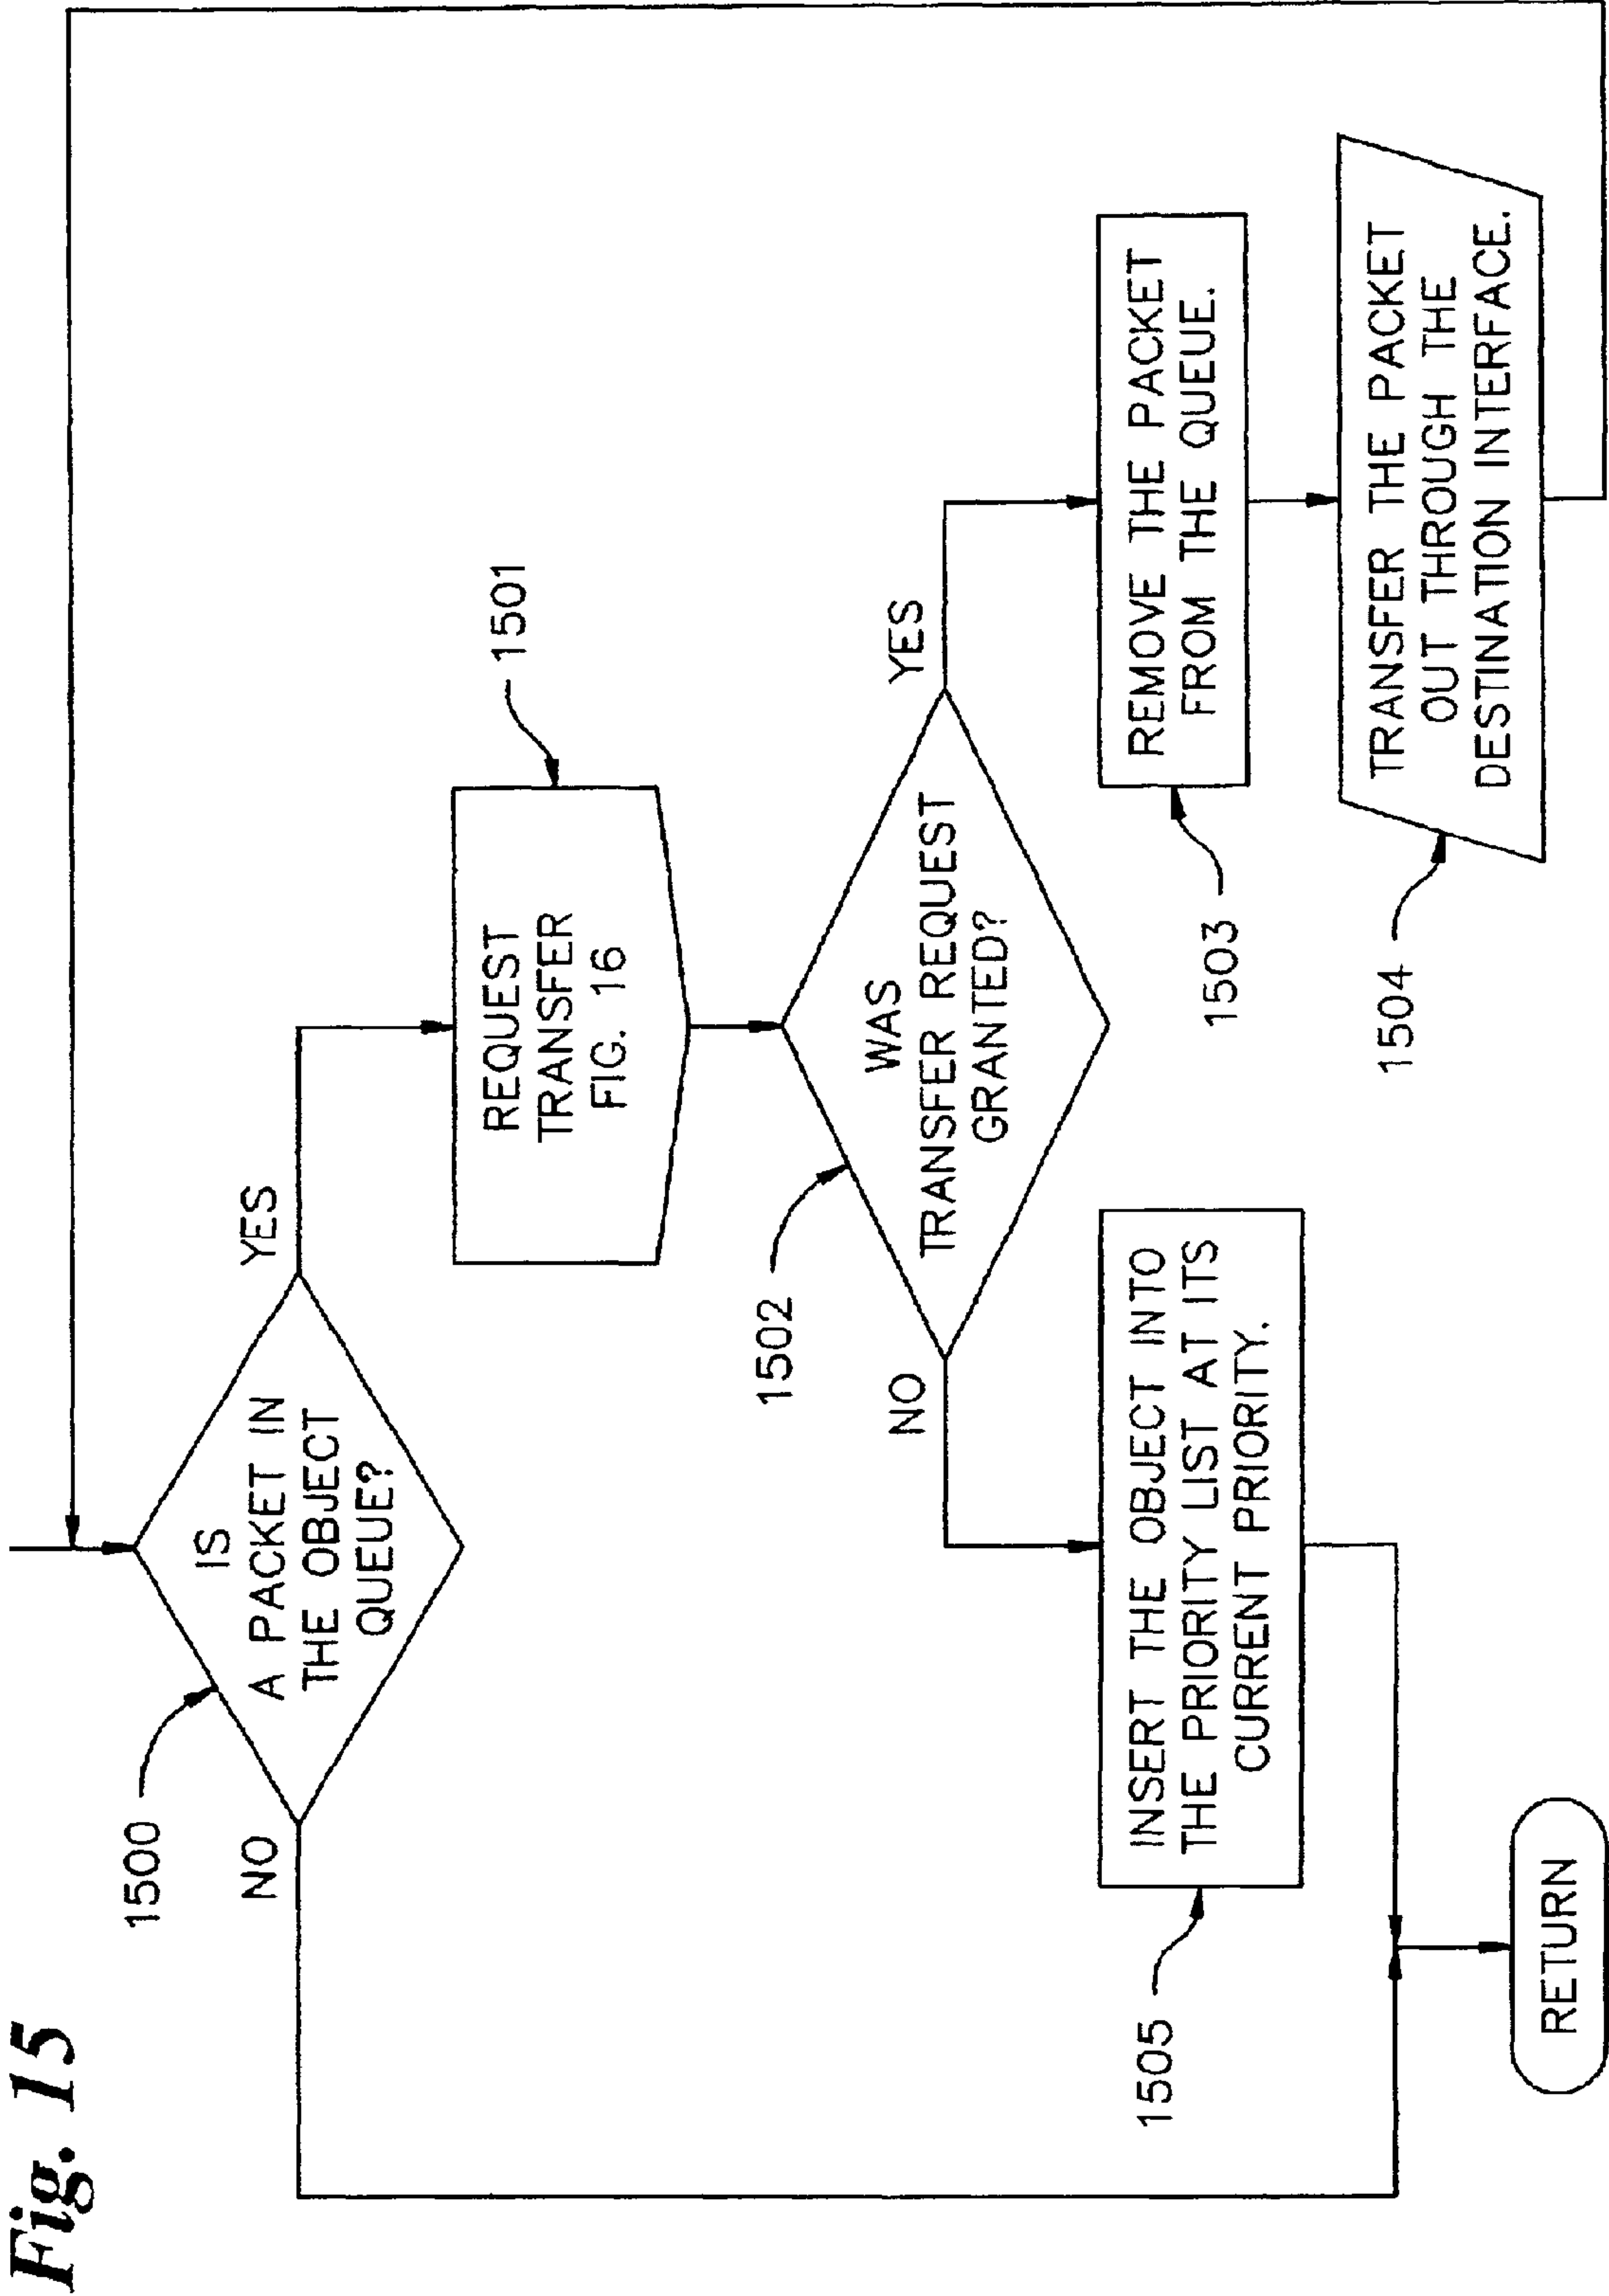 Fig. 15
1500
IS
A PACKET IN
THE OBJECT
QUEUE?
NO
YES
REQUEST
TRANSFER
FIG. 16
1501
1502
WAS
TRANSFER REQUEST
GRANTED?
NO
YES
INSERT THE OBJECT INTO
THE PRIORITY LIST AT ITS
CURRENT PRIORITY.
1505
REMOVE THE PACKET
FROM THE QUEUE.
1503
TRANSFER THE PACKET
OUT THROUGH THE
DESTINATION INTERFACE.
1504
RETURN